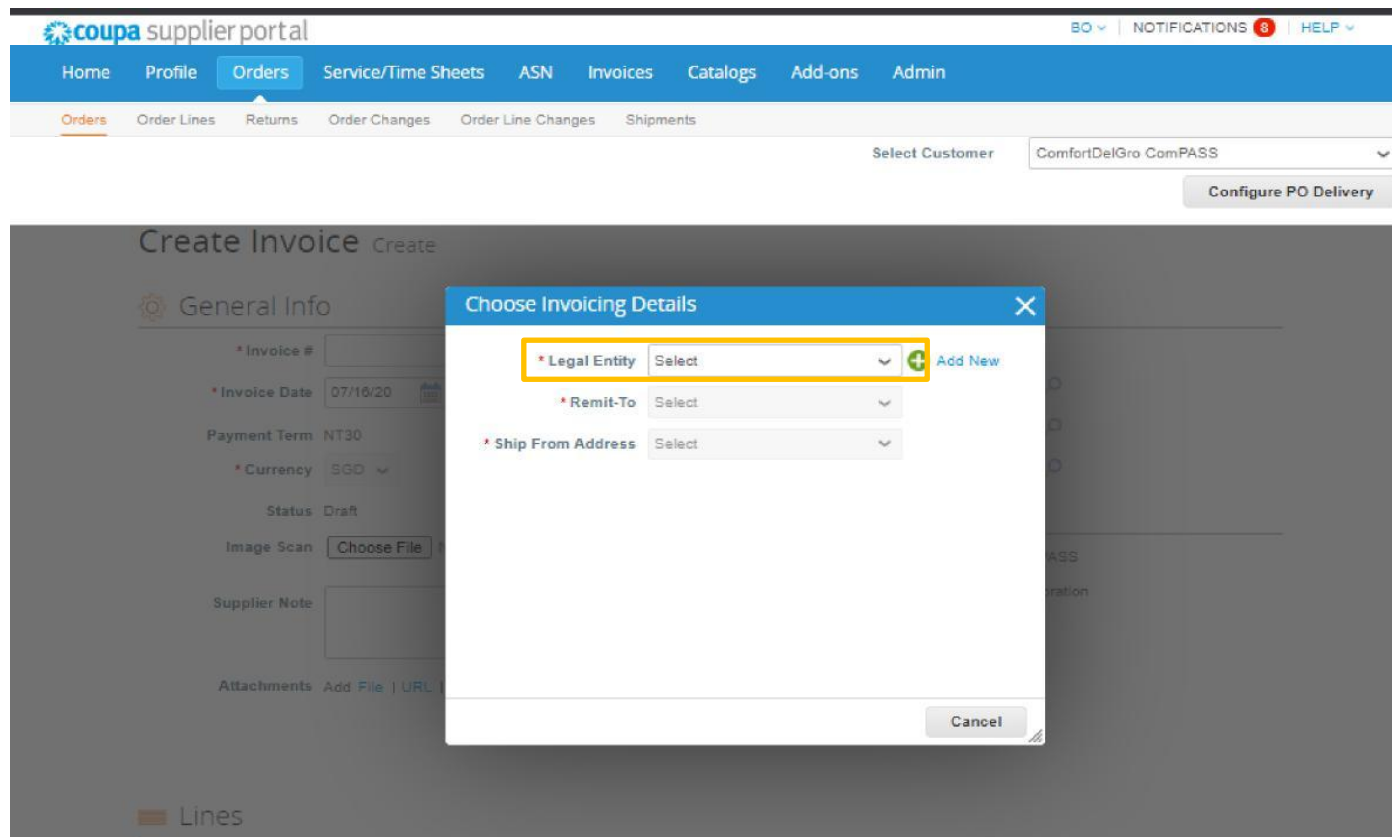 coupa supplier portal
BO NOTIFICATIONS 8 HELP
Home Profile Orders Service/Time Sheets ASN Invoices Catalogs Add-ons Admin
Orders Order Lines Returns Order Changes Order Line Changes Shipments
Select Customer ComfortDelGro ComPASS
Configure PO Delivery
Create Invoice Create
General Info
* Invoice #
* Invoice Date 07/16/20
Payment Term NT30
* Currency SGD
Status Draft
Image Scan Choose File
Supplier Note
Attachments Add File | URL |
Choose Invoicing Details
* Legal Entity Select Add New
* Remit-To Select
* Ship From Address Select
Cancel
Lines